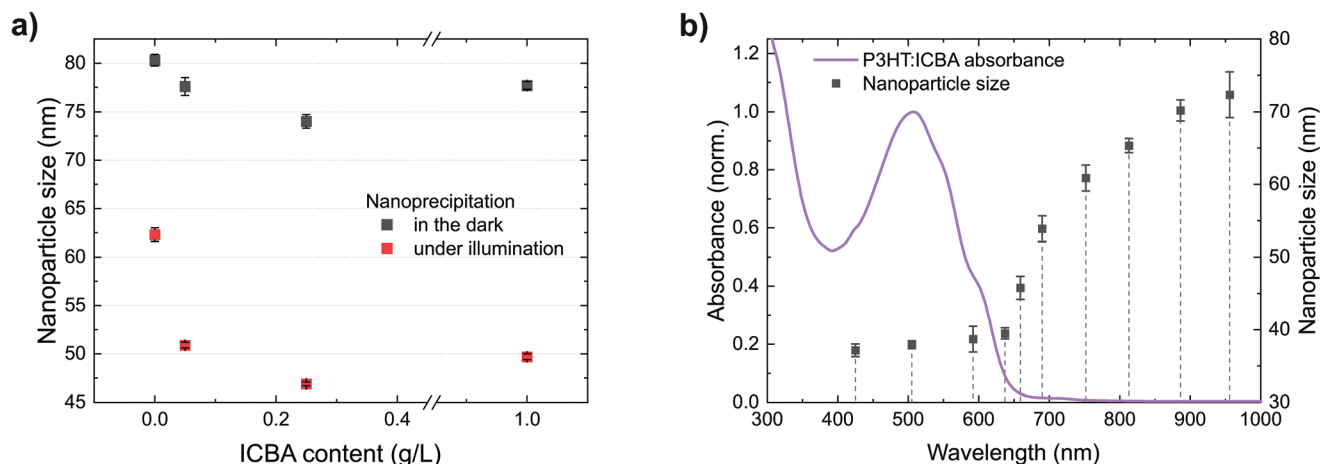 a)
Nanoparticle size (nm)
80
75
70
65
60
55
50
45
Nanoprecipitation
in the dark
under illumination
0.0
0.2
0.4
1.0
ICBA content (g/L)
b)
Absorbance (norm.)
1.2
1.0
0.8
0.6
0.4
0.2
0.0
P3HT:ICBA absorbance
Nanoparticle size
80
70
60
50
40
30
Nanoparticle size (nm)
300 400 500 600 700 800 900 1000
Wavelength (nm)